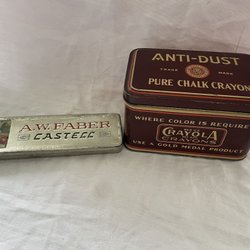 A.W. FABER
CASTELL
ANTI-DUST
TRADE MARK
PURE CHALK CRAYON
WHERE COLOR IS REQUIRE
CRAYOLA
CRAYONS
USE A GOLD MEDAL PRODUCT